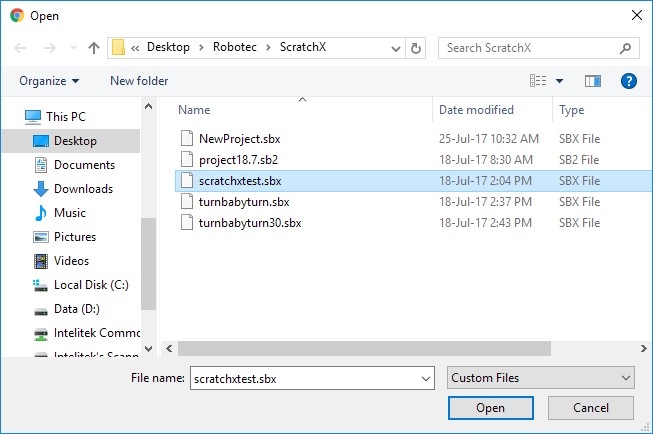 Open
« Desktop > Robotec > ScratchX
Search ScratchX
Organize
New folder
Name Date modified Type
This PC
Desktop
Documents
Downloads
Music
Pictures
Videos
Local Disk (C:)
Data (D:)
Intelitek Commo
Intelitek's Scann
NewProject.sbx 25-Jul-17 10:32 AM SBX File
project18.7.sb2 18-Jul-17 8:30 AM SB2 File
scratchxtest.sbx 18-Jul-17 2:04 PM SBX File
turnbabyturn.sbx 18-Jul-17 2:37 PM SBX File
turnbabyturn30.sbx 18-Jul-17 2:43 PM SBX File
File name: scratchxtest.sbx
Custom Files
Open
Cancel